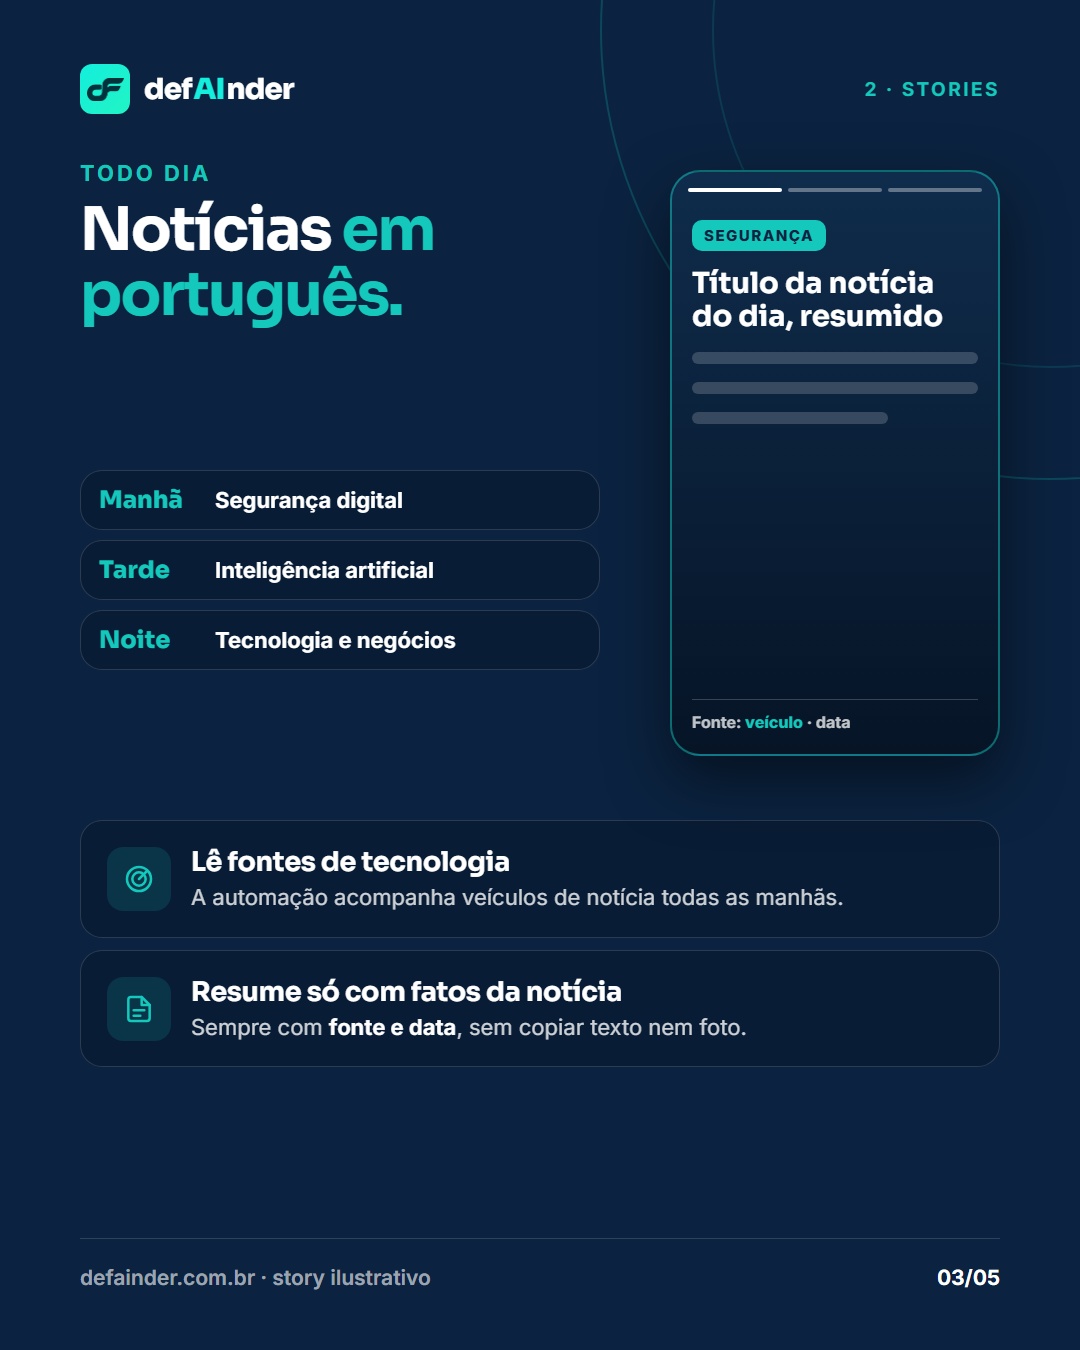 defAInder
2 · STORIES
TODO DIA
Notícias em
português.
SEGURANÇA
Título da notícia
do dia, resumido
Manhã Segurança digital
Tarde Inteligência artificial
Noite Tecnologia e negócios
Fonte: veículo · data
Lê fontes de tecnologia
A automação acompanha veículos de notícia todas as manhãs.
Resume só com fatos da notícia
Sempre com fonte e data, sem copiar texto nem foto.
defainder.com.br · story ilustrativo
03/05